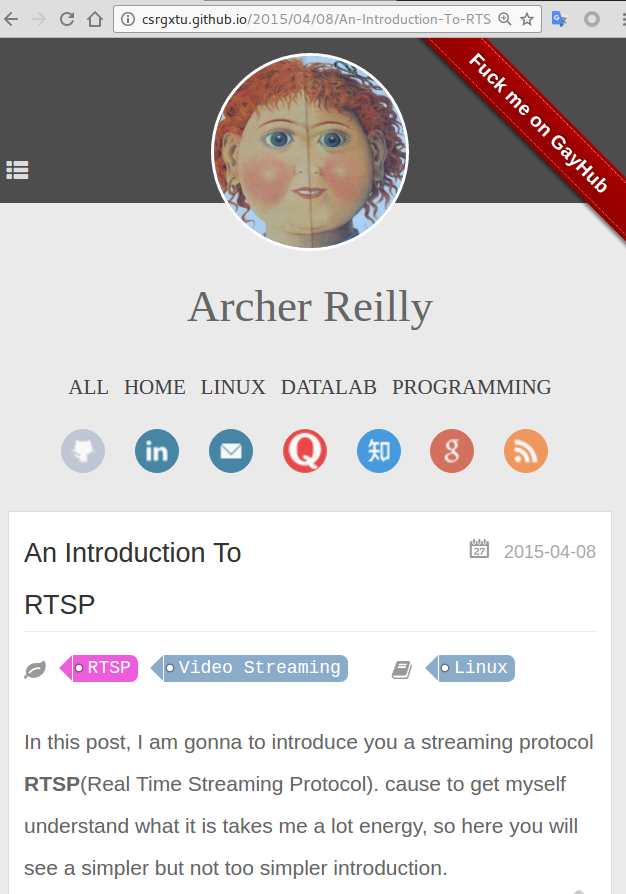 csrgxtu.github.io/2015/04/08/An-Introduction-To-RTS
Fuck me on GayHub
Archer Reilly
ALL HOME LINUX DATALAB PROGRAMMING
in Q 知 g
An Introduction To
RTSP
27 2015-04-08
RTSP Video Streaming Linux
In this post, I am gonna to introduce you a streaming protocol
RTSP(Real Time Streaming Protocol). cause to get myself
understand what it is takes me a lot energy, so here you will
see a simpler but not too simpler introduction.